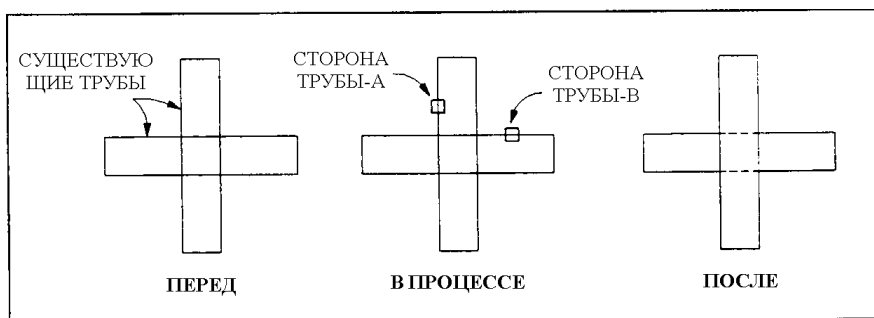 СУЩЕСТВУЮ
ЩИЕ ТРУБЫ
СТОРОНА
ТРУБЫ-А
СТОРОНА
ТРУБЫ-В
ПЕРЕД
В ПРОЦЕССЕ
ПОСЛЕ